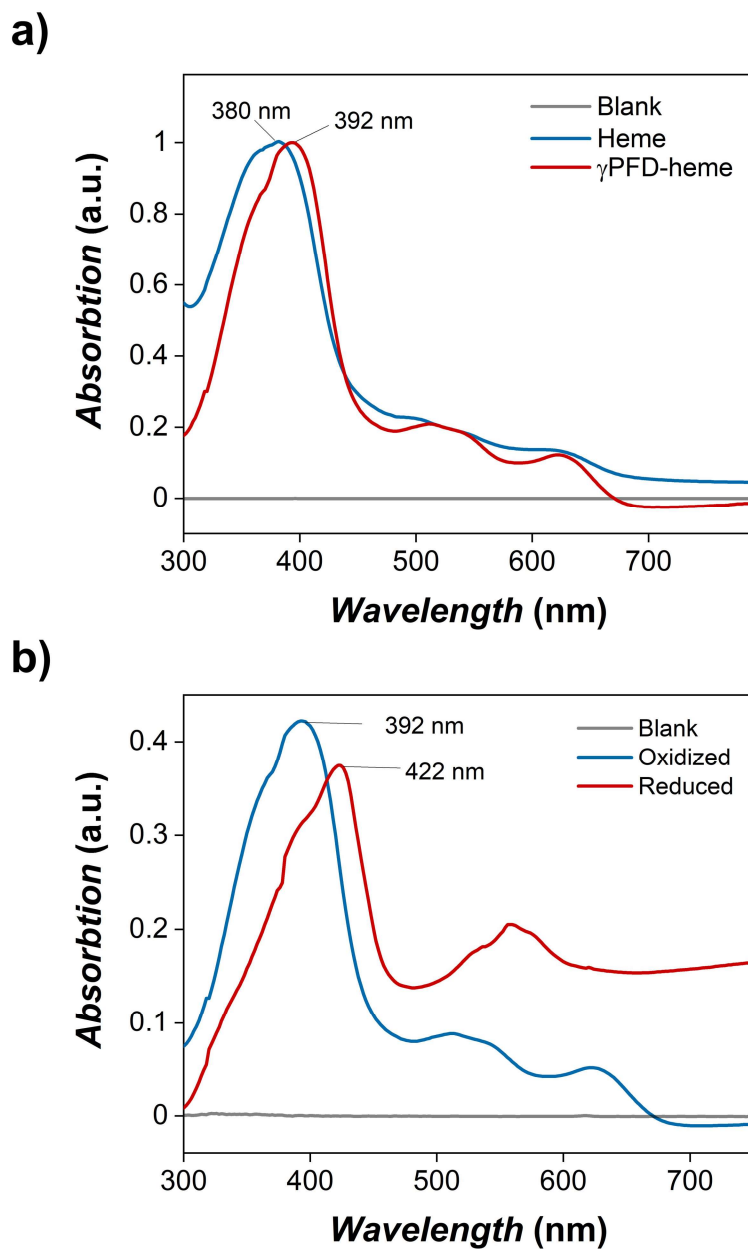 a)
380 nm
392 nm
Blank
Heme
γPFD-heme
1
0.8
0.6
0.4
0.2
0
Absorbtion (a.u.)
300 400 500 600 700
Wavelength (nm)
b)
392 nm
422 nm
Blank
Oxidized
Reduced
0.4
0.3
0.2
0.1
0
Absorbtion (a.u.)
300 400 500 600 700
Wavelength (nm)